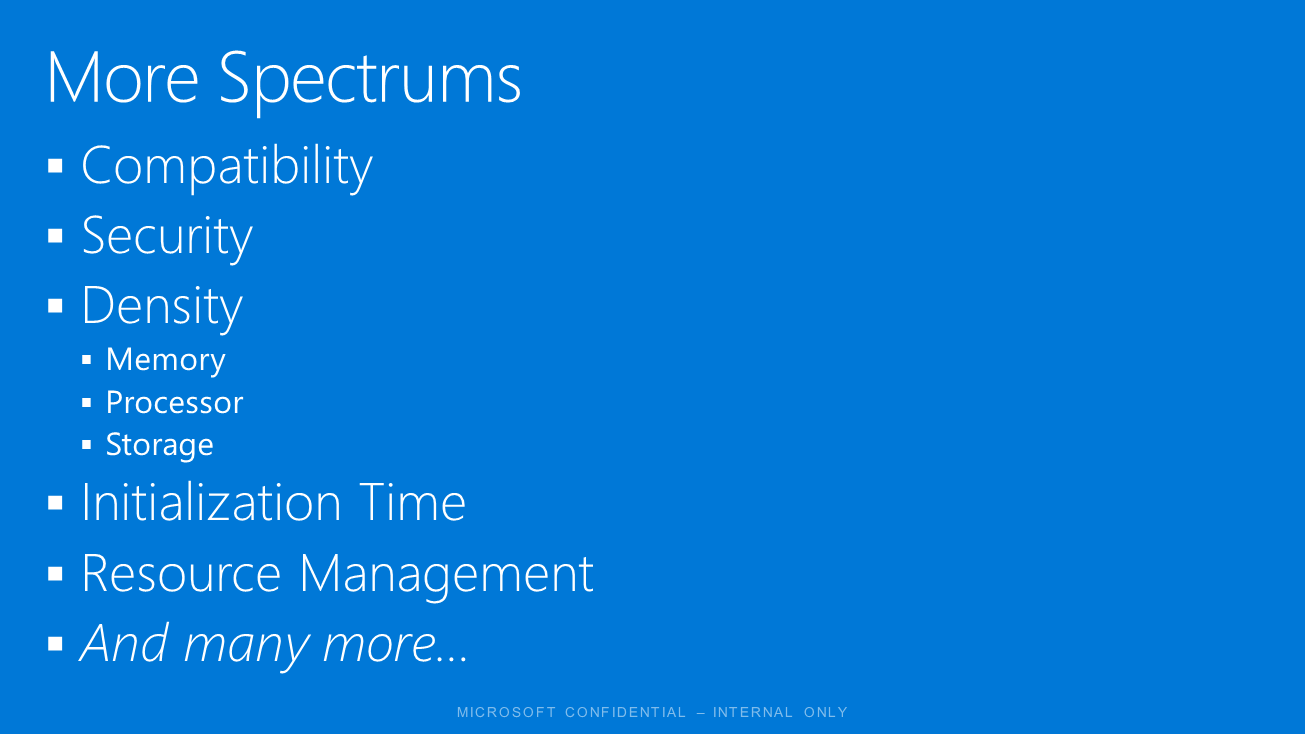 More Spectrums
▪ Compatibility
▪ Security
▪ Density
▪ Memory
▪ Processor
▪ Storage
▪ Initialization Time
▪ Resource Management
▪ And many more...
MICROSOFT CONFIDENTIAL – INTERNAL ONLY